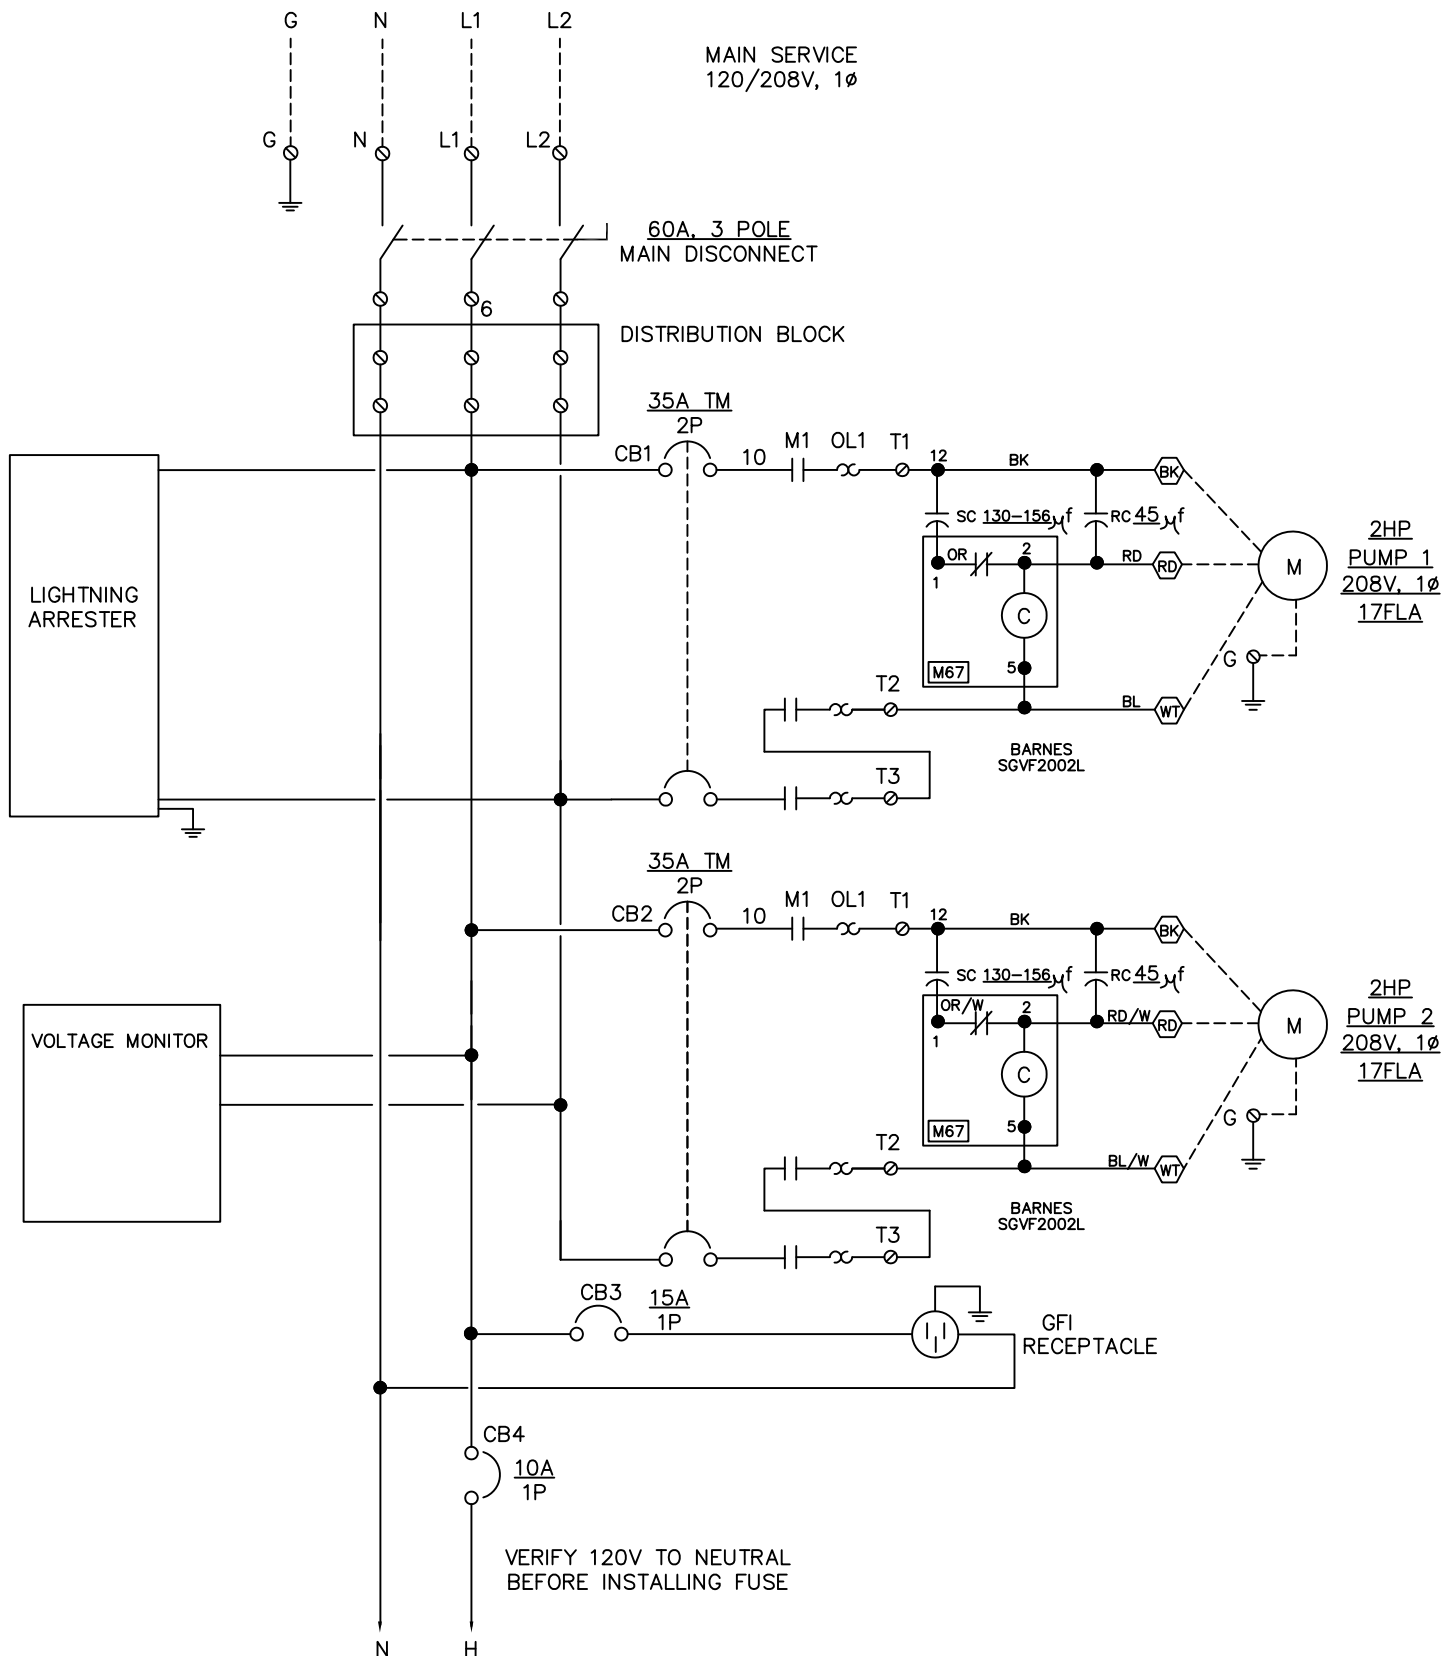 G N L1 L2
MAIN SERVICE
120/208V, 1ø
G N L1 L2
60A, 3 POLE
MAIN DISCONNECT
6
DISTRIBUTION BLOCK
35A TM
2P
CB1 10 M1 OL1 T1 12 BK BK
SC 130-156µf RC 45µf
LIGHTNING
ARRESTER
OR 2 RD RD
1
C
M
2HP
PUMP 1
208V, 1ø
17FLA
5
M67
G
T2 BL WT
BARNES
SGVF2002L
T3
35A TM
2P
CB2 10 M1 OL1 T1 12 BK BK
SC 130-156µf RC 45µf
VOLTAGE MONITOR
OR/W 2 RD/W RD
1
C
M
2HP
PUMP 2
208V, 1ø
17FLA
5
M67
G
T2 BL/W WT
BARNES
SGVF2002L
T3
CB3 15A
1P
GFI
RECEPTACLE
CB4
10A
1P
VERIFY 120V TO NEUTRAL
BEFORE INSTALLING FUSE
N H